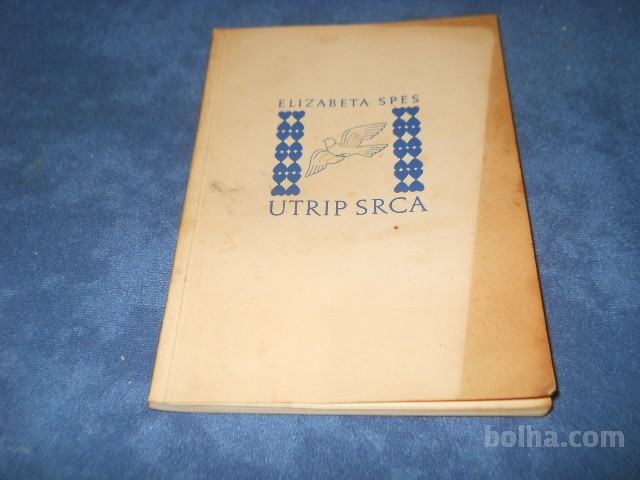 ELIZABETA SPES
UTRIP SRCA
bolha.com